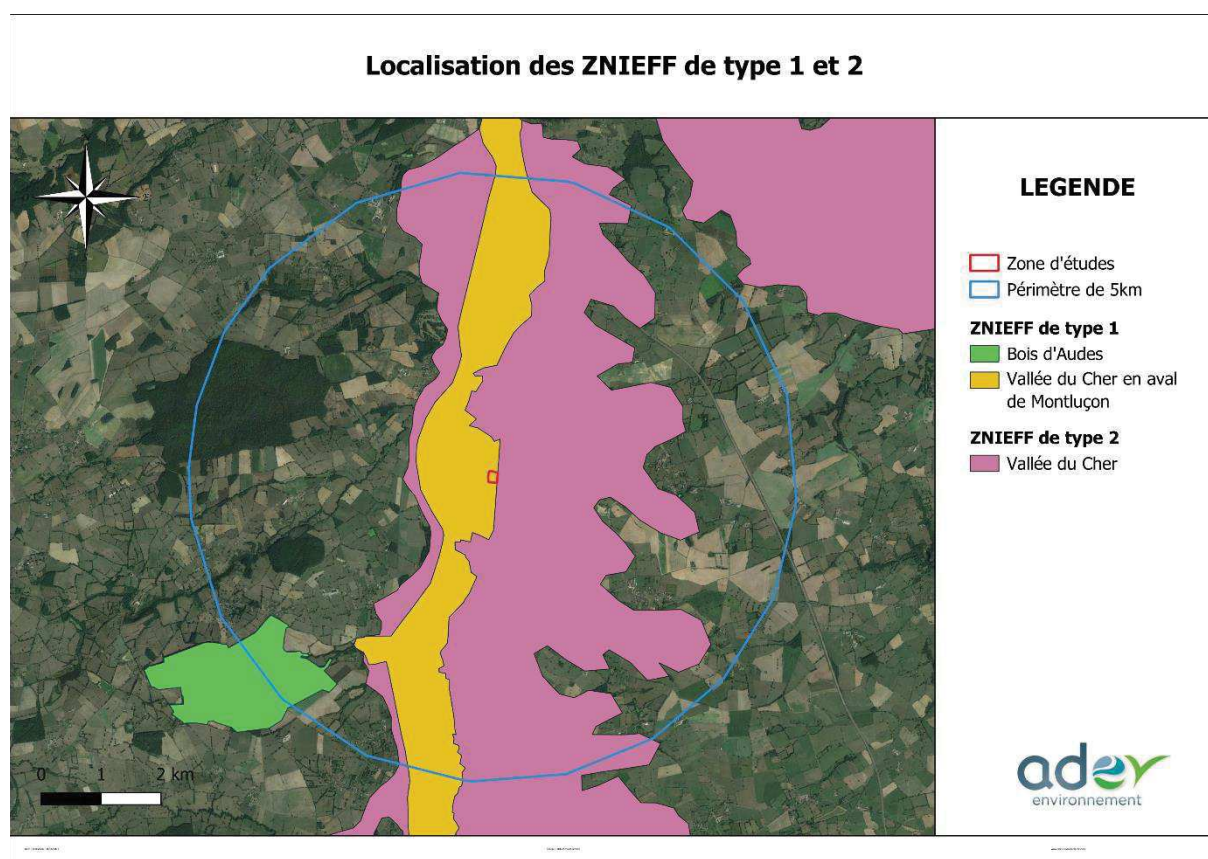 Localisation des ZNIEFF de type 1 et 2
LEGENDE
Zone d'études
Périmètre de 5km
ZNIEFF de type 1
Bois d'Audes
Vallée du Cher en aval
de Montluçon
ZNIEFF de type 2
Vallée du Cher
0 1 2 km
adev
environnement